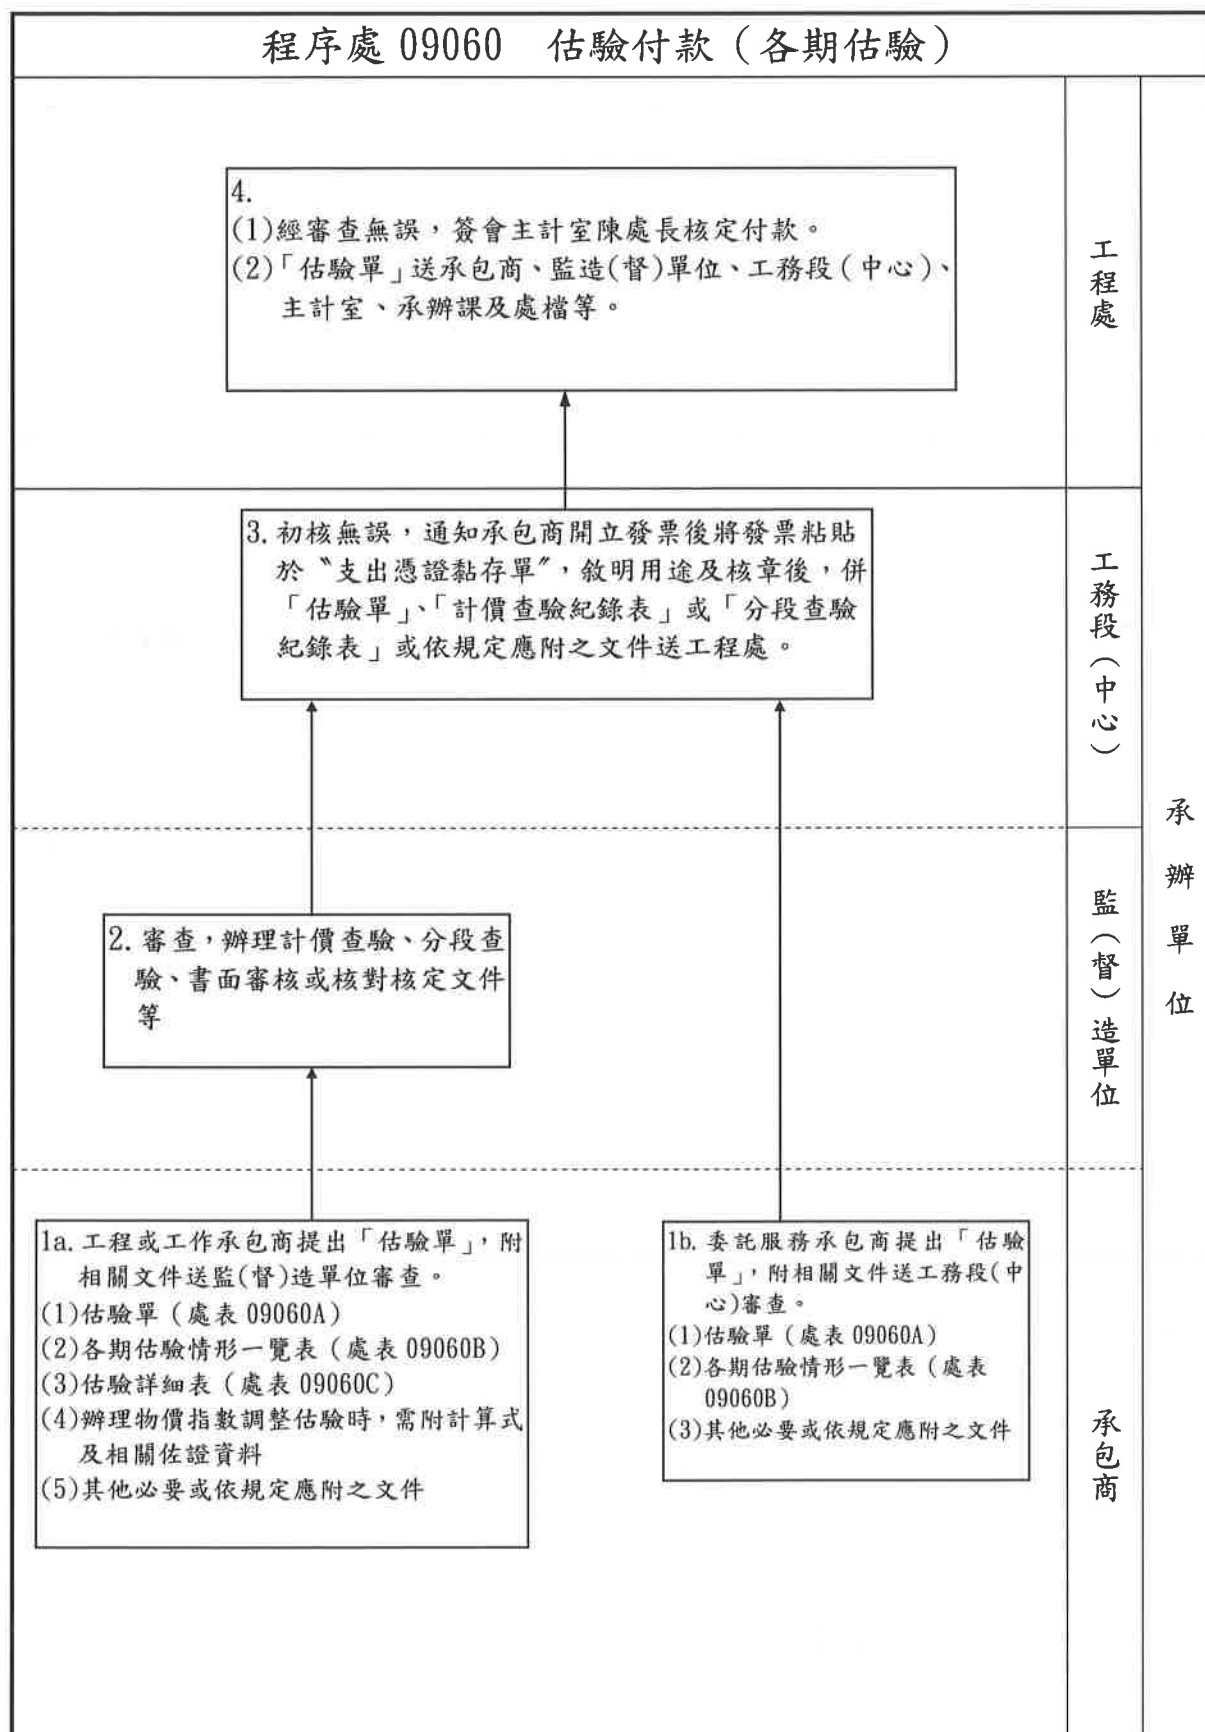 程序處 09060 估驗付款（各期估驗）
4.
(1)經審查無誤，簽會主計室陳處長核定付款。
(2)「估驗單」送承包商、監造(督)單位、工務段(中心)、
主計室、承辦課及處檔等。
工程處
3. 初核無誤，通知承包商開立發票後將發票粘貼
於〝支出憑證黏存單〞，敘明用途及核章後，併
「估驗單」、「計價查驗紀錄表」或「分段查驗
紀錄表」或依規定應附之文件送工程處。
工務段（中心）
2. 審查，辦理計價查驗、分段查
驗、書面審核或核對核定文件
等
監（督）造單位
承辦單位
1a. 工程或工作承包商提出「估驗單」，附
相關文件送監(督)造單位審查。
(1)估驗單（處表 09060A）
(2)各期估驗情形一覽表（處表 09060B）
(3)估驗詳細表（處表 09060C）
(4)辦理物價指數調整估驗時，需附計算式
及相關佐證資料
(5)其他必要或依規定應附之文件
1b. 委託服務承包商提出「估驗
單」，附相關文件送工務段(中
心)審查。
(1)估驗單（處表 09060A）
(2)各期估驗情形一覽表（處表
09060B）
(3)其他必要或依規定應附之文件
承包商